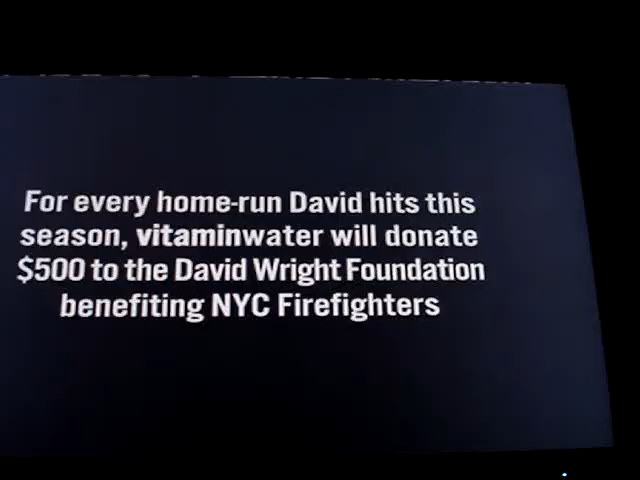 For every home-run David hits this
season, vitaminwater will donate
$500 to the David Wright Foundation
benefiting NYC Firefighters